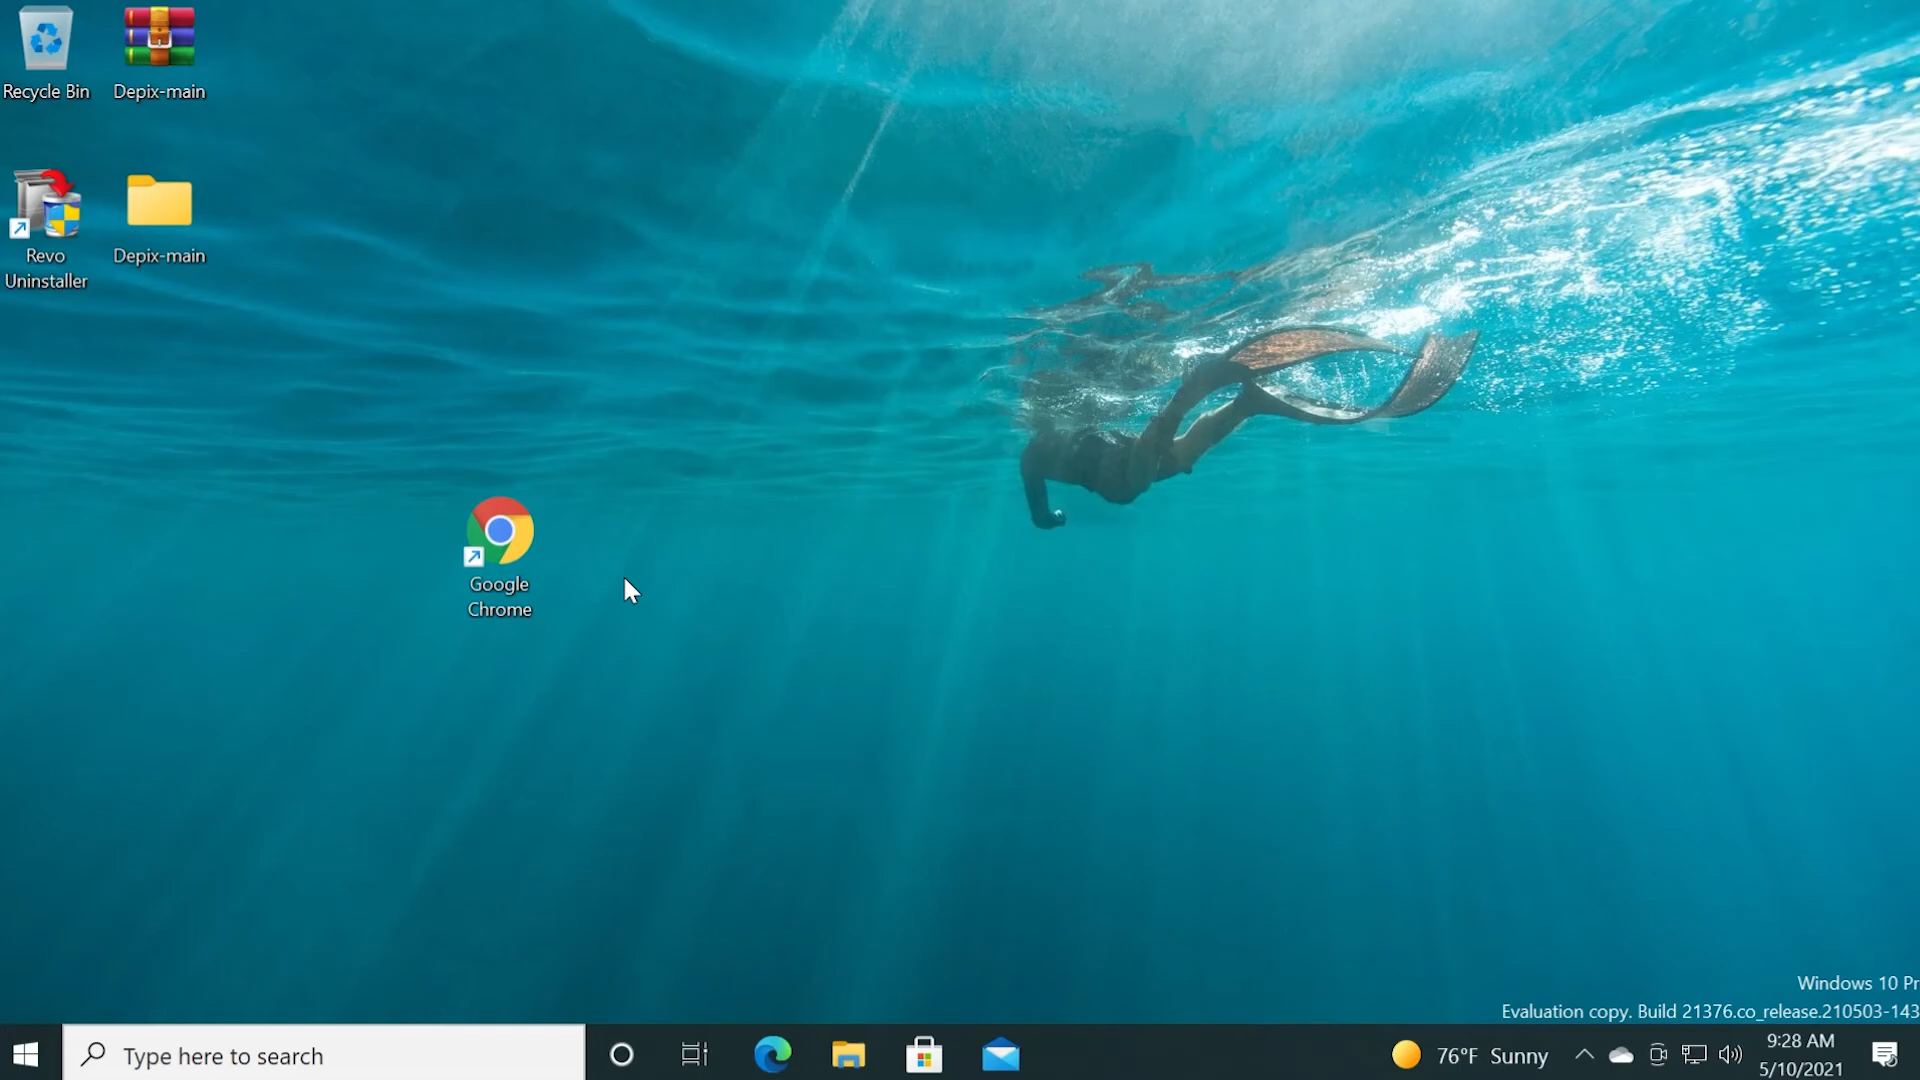 Recycle Bin
Depix-main
Revo
Uninstaller
Depix-main
Google
Chrome
Windows 10 Pr
Evaluation copy. Build 21376.co_release.210503-143
Type here to search
76°F Sunny
9:28 AM
5/10/2021